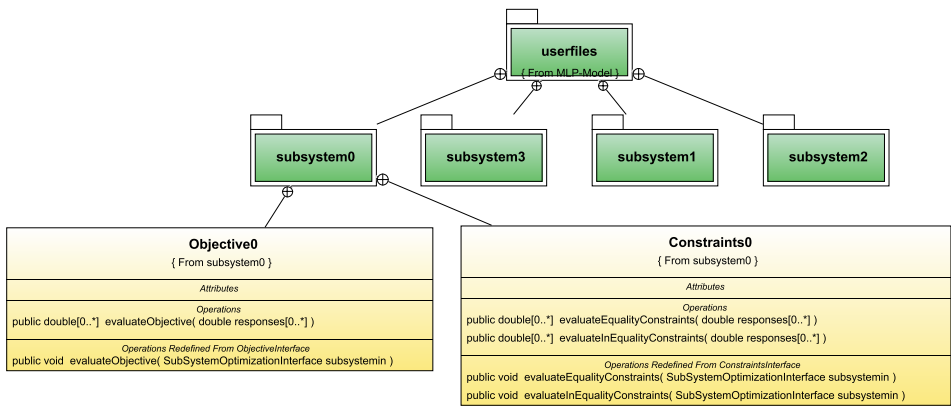 userfiles
{ From MLP-Model }
subsystem0
subsystem3
subsystem1
subsystem2
Objective0
{ From subsystem0 }
Attributes
Operations
public double[0..*] evaluateObjective( double responses[0..*] )
Operations Redefined From ObjectiveInterface
public void evaluateObjective( SubSystemOptimizationInterface subsystemin )
Constraints0
{ From subsystem0 }
Attributes
Operations
public double[0..*] evaluateEqualityConstraints( double responses[0..*] )
public double[0..*] evaluateInEqualityConstraints( double responses[0..*] )
Operations Redefined From ConstraintsInterface
public void evaluateEqualityConstraints( SubSystemOptimizationInterface subsystemin )
public void evaluateInEqualityConstraints( SubSystemOptimizationInterface subsystemin )